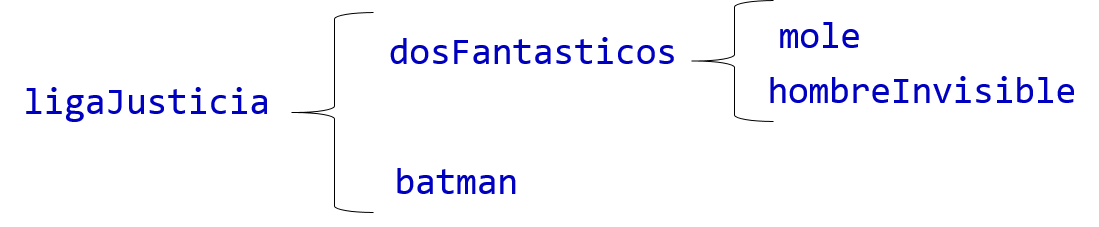 ligaJusticia
dosFantasticos
mole
hombreInvisible
batman